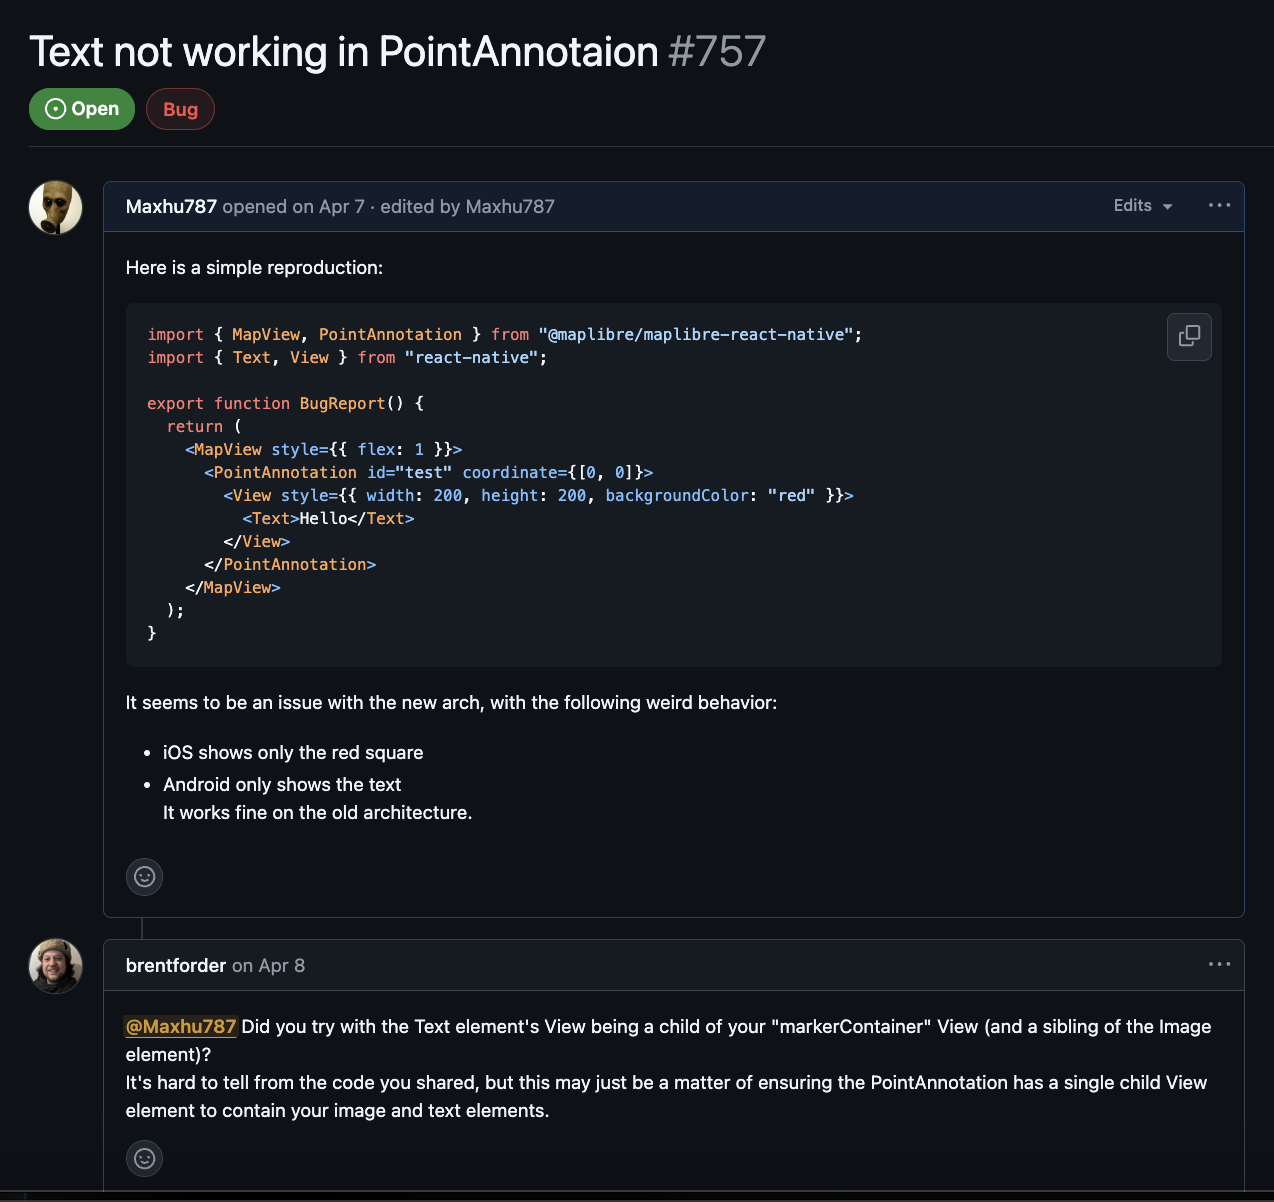 Text not working in PointAnnotaion #757
Open Bug
Maxhu787 opened on Apr 7 · edited by Maxhu787 Edits
Here is a simple reproduction:
import { MapView, PointAnnotation } from "@maplibre/maplibre-react-native";
import { Text, View } from "react-native";
export function BugReport() {
return (
<MapView style={{ flex: 1 }}>
<PointAnnotation id="test" coordinate={[0, 0]}>
<View style={{ width: 200, height: 200, backgroundColor: "red" }}>
<Text>Hello</Text>
</View>
</PointAnnotation>
</MapView>
);
}
It seems to be an issue with the new arch, with the following weird behavior:
• iOS shows only the red square
• Android only shows the text
It works fine on the old architecture.
brentforder on Apr 8
@Maxhu787 Did you try with the Text element's View being a child of your "markerContainer" View (and a sibling of the Image
element)?
It's hard to tell from the code you shared, but this may just be a matter of ensuring the PointAnnotation has a single child View
element to contain your image and text elements.